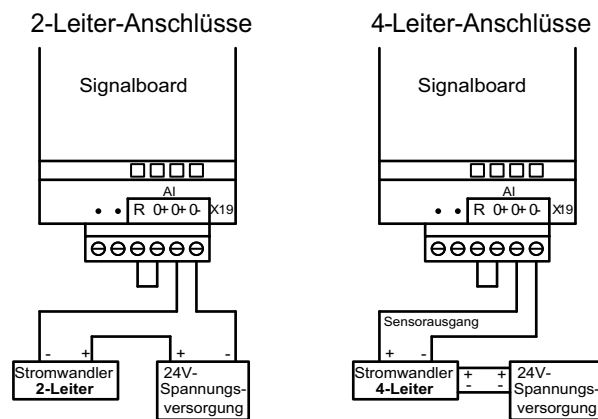 2-Leiter-Anschlüsse
4-Leiter-Anschlüsse
Signalboard
Signalboard
AI
• • R 0+ 0+ 0- X19
AI
• • R 0+ 0+ 0- X19
Sensorausgang
- + + -
+ -
Stromwandler
2-Leiter
24V-
Spannungs-
versorgung
Stromwandler
4-Leiter
+ +
- -
24V-
Spannungs-
versorgung